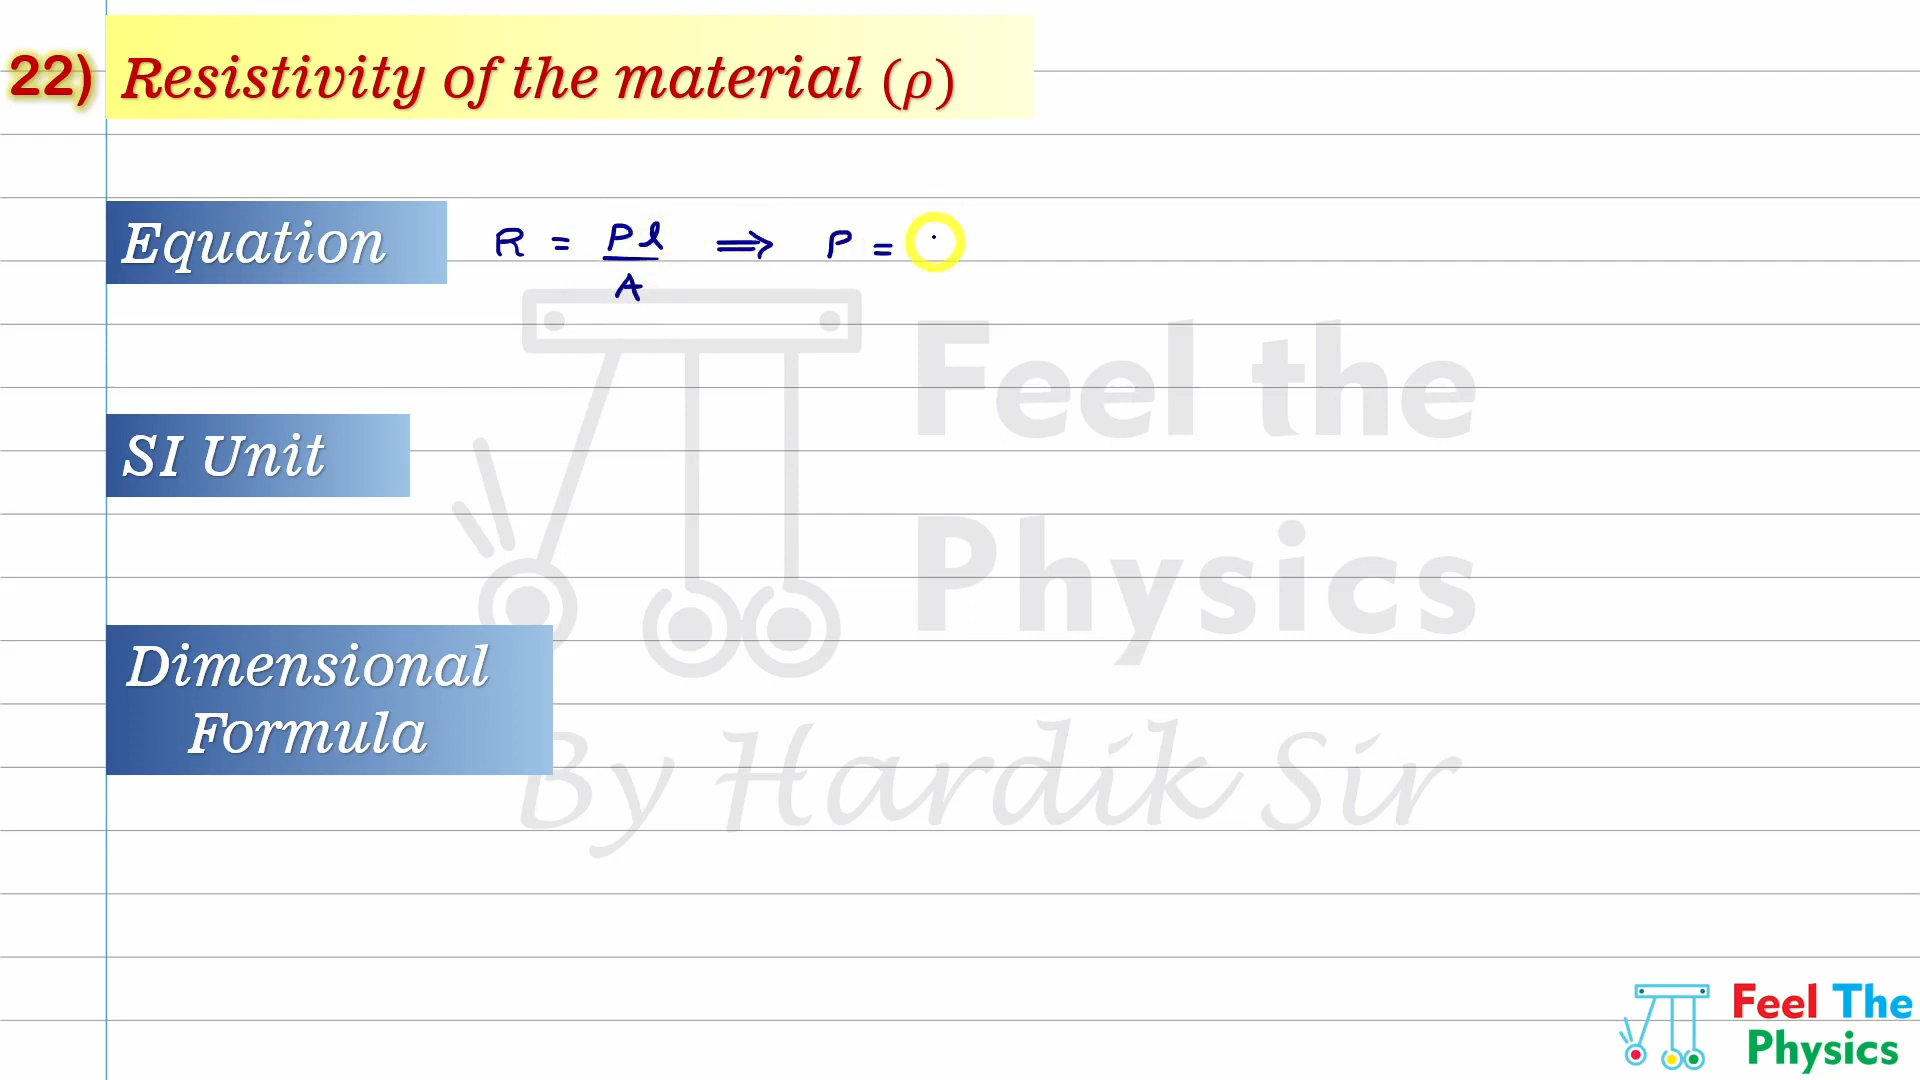 22) Resistivity of the material (ρ)
Equation R = ρl/A ⟹ ρ =
SI Unit
Dimensional
Formula
Feel the
Physics
By Hardik Sir
Feel The
Physics